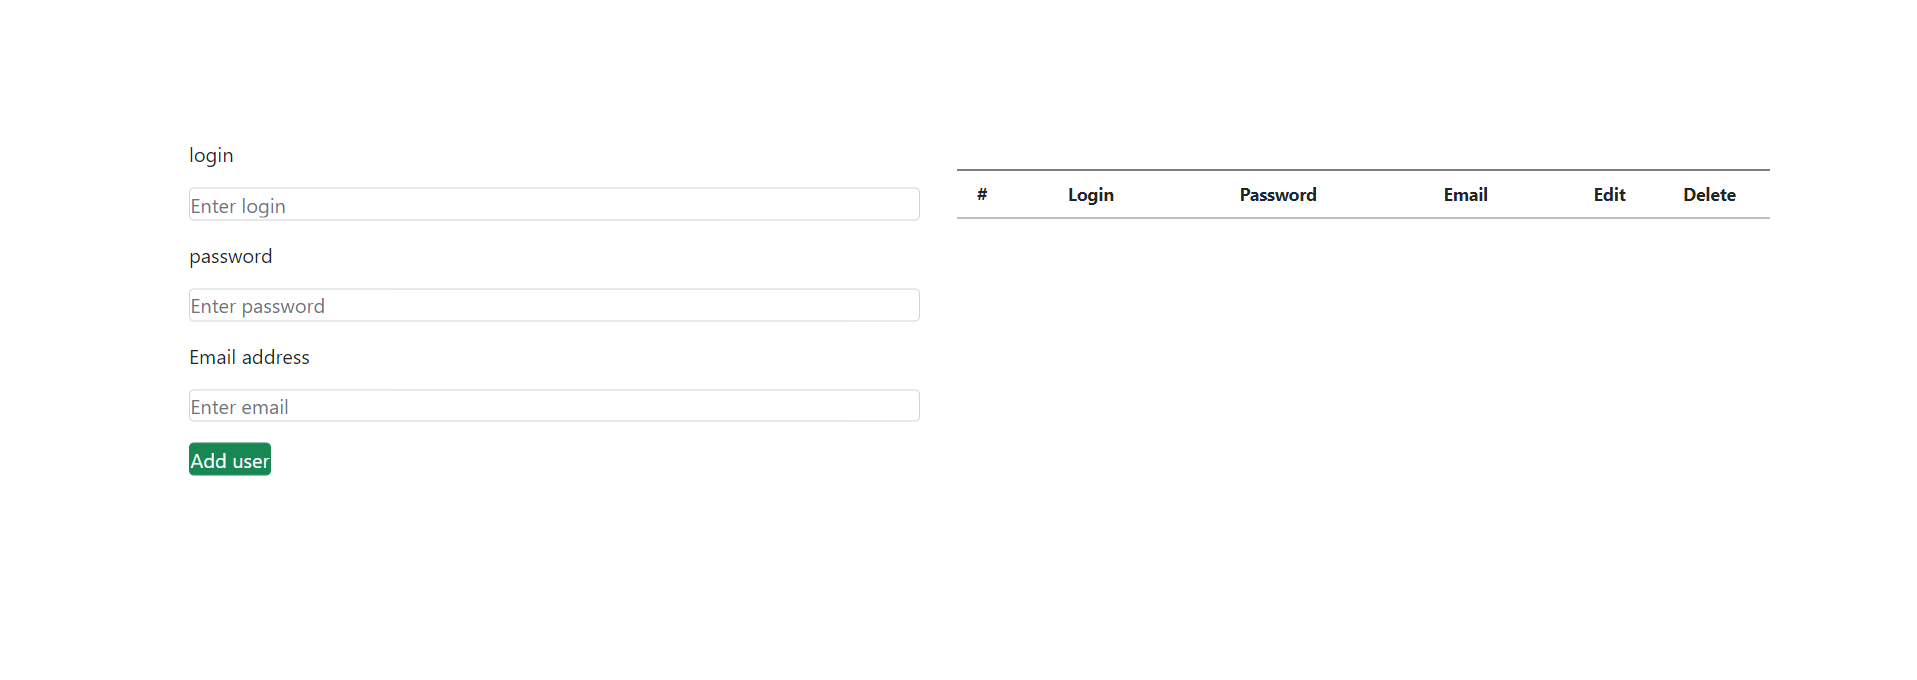 login
Enter login
password
Enter password
Email address
Enter email
Add user
# Login Password Email Edit Delete